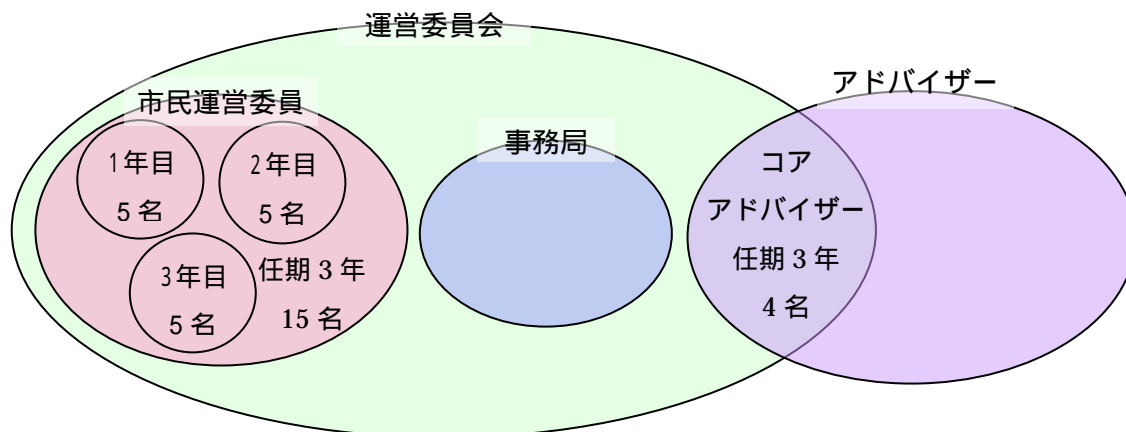 運営委員会
市民運営委員
1年目
5名
2年目
5名
3年目
5名
任期3年
15名
事務局
アドバイザー
コア
アドバイザー
任期3年
4名